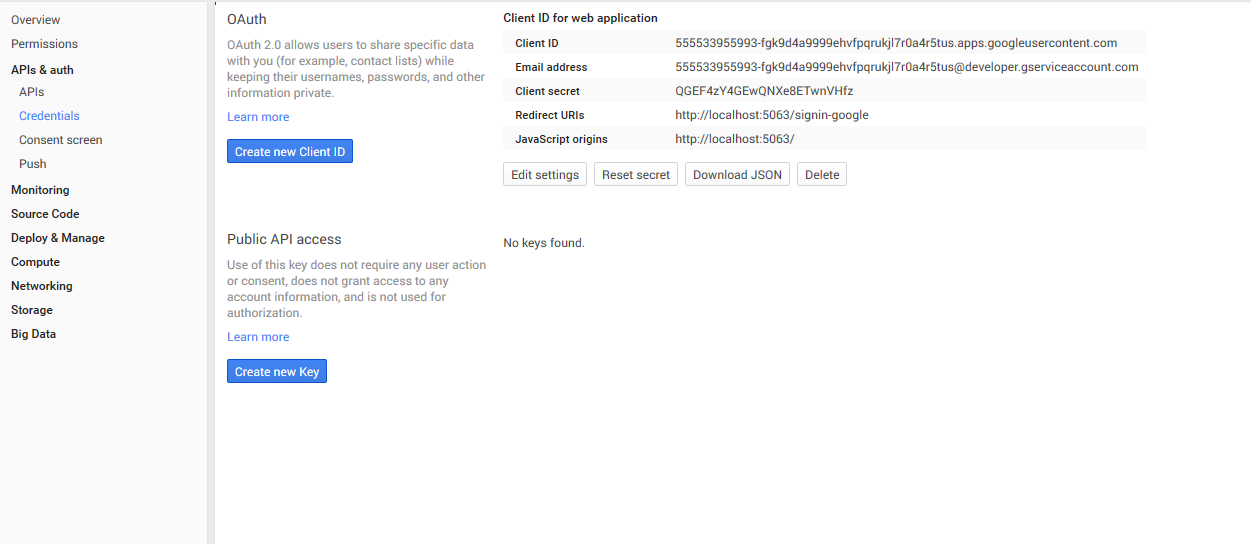 Overview
Permissions
APIs & auth
APIs
Credentials
Consent screen
Push
Monitoring
Source Code
Deploy & Manage
Compute
Networking
Storage
Big Data
OAuth
OAuth 2.0 allows users to share specific data
with you (for example, contact lists) while
keeping their usernames, passwords, and other
information private.
Learn more
Create new Client ID
Client ID for web application
Client ID 555533955993-fgk9d4a9999ehvfpqrukjl7r0a4r5tus.apps.googleusercontent.com
Email address 555533955993-fgk9d4a9999ehvfpqrukjl7r0a4r5tus@developer.gserviceaccount.com
Client secret QGEF4zY4GEwQNXe8ETwnVHfz
Redirect URIs http://localhost:5063/signin-google
JavaScript origins http://localhost:5063/
Edit settings Reset secret Download JSON Delete
Public API access
Use of this key does not require any user action
or consent, does not grant access to any
account information, and is not used for
authorization.
Learn more
Create new Key
No keys found.